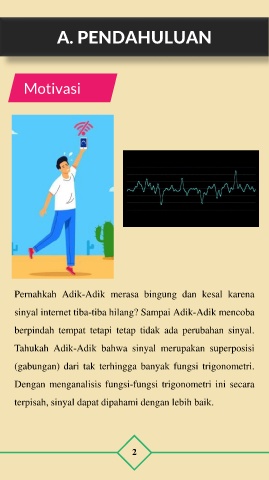 A. PENDAHULUAN
Motivasi
Pernahkah Adik-Adik merasa bingung dan kesal karena
sinyal internet tiba-tiba hilang? Sampai Adik-Adik mencoba
berpindah tempat tetapi tetap tidak ada perubahan sinyal.
Tahukah Adik-Adik bahwa sinyal merupakan superposisi
(gabungan) dari tak terhingga banyak fungsi trigonometri.
Dengan menganalisis fungsi-fungsi trigonometri ini secara
terpisah, sinyal dapat dipahami dengan lebih baik.
2